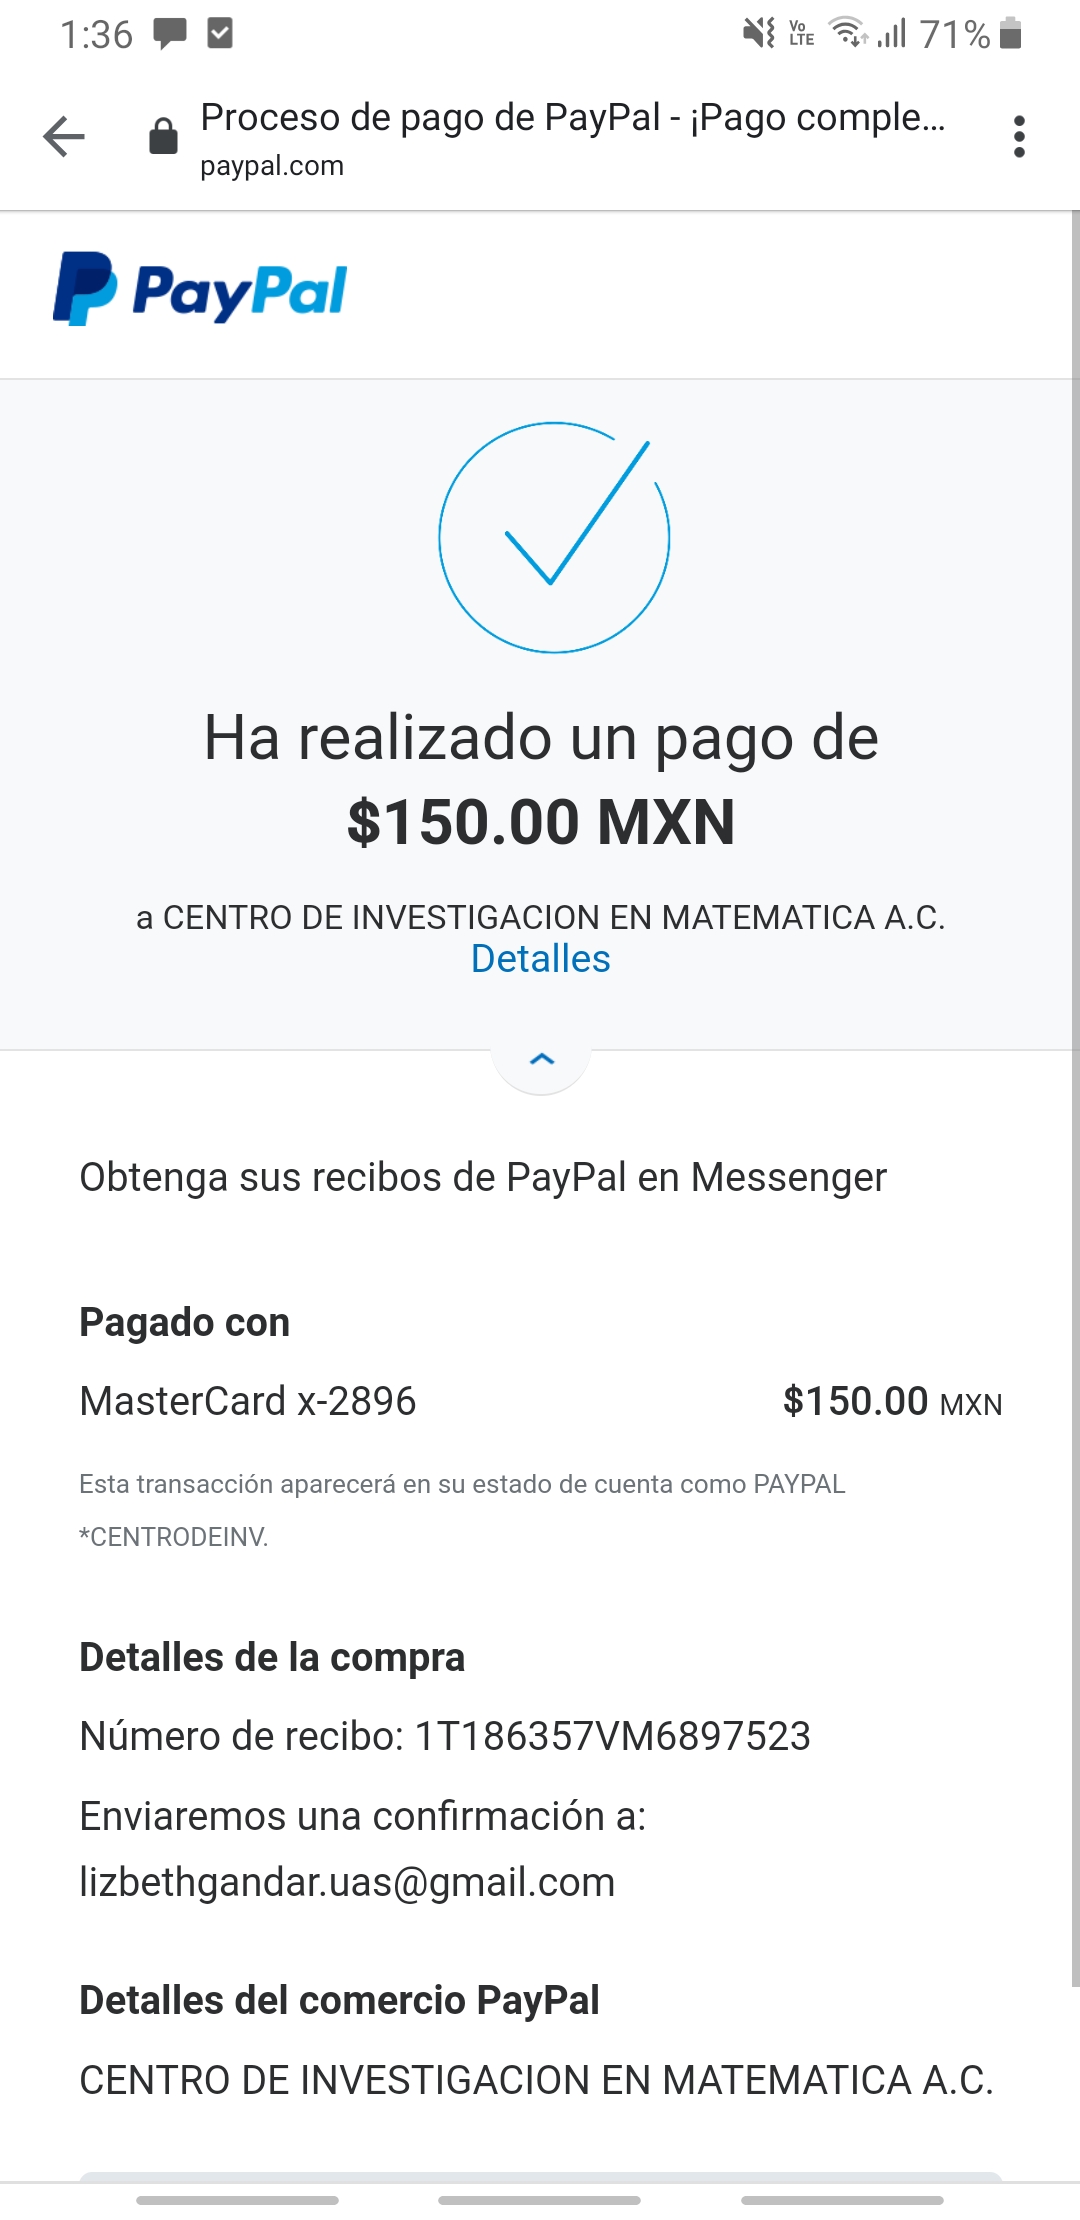 1:36
Vo LTE 71%
Proceso de pago de PayPal - ¡Pago comple...
paypal.com
PayPal
Ha realizado un pago de
$150.00 MXN
a CENTRO DE INVESTIGACION EN MATEMATICA A.C.
Detalles
Obtenga sus recibos de PayPal en Messenger
Pagado con
MasterCard x-2896 $150.00 MXN
Esta transacción aparecerá en su estado de cuenta como PAYPAL
*CENTRODEINV.
Detalles de la compra
Número de recibo: 1T186357VM6897523
Enviaremos una confirmación a:
lizbethgandar.uas@gmail.com
Detalles del comercio PayPal
CENTRO DE INVESTIGACION EN MATEMATICA A.C.